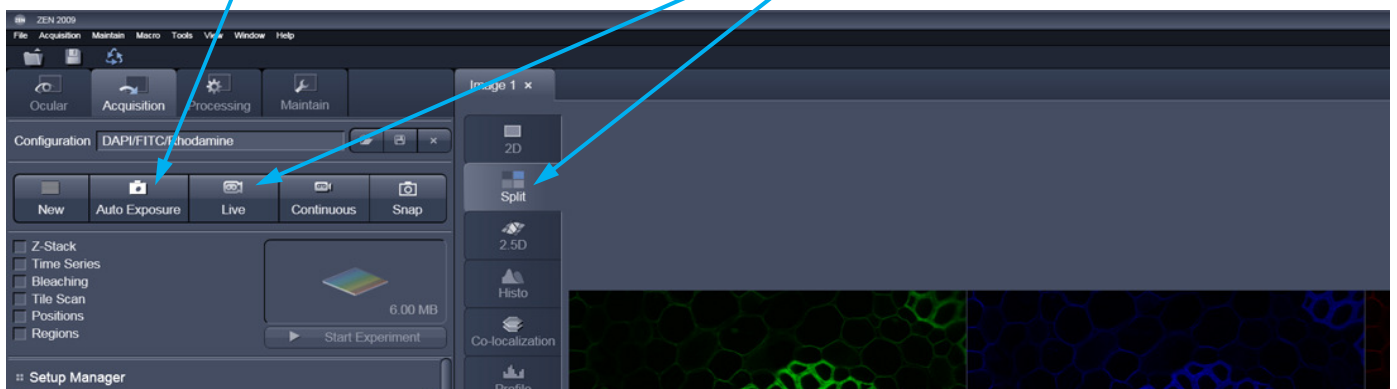 ZEN 2009
File Acquisition Maintain Macro Tools View Window Help
Ocular Acquisition Processing Maintain
Image 1 ×
Configuration DAPI/FITC/Rhodamine
2D
Split
New Auto Exposure Live Continuous Snap
Z-Stack
Time Series
Bleaching
Tile Scan
Positions
Regions
6.00 MB
Start Experiment
2.5D
Histo
Co-localization
Profile
Setup Manager